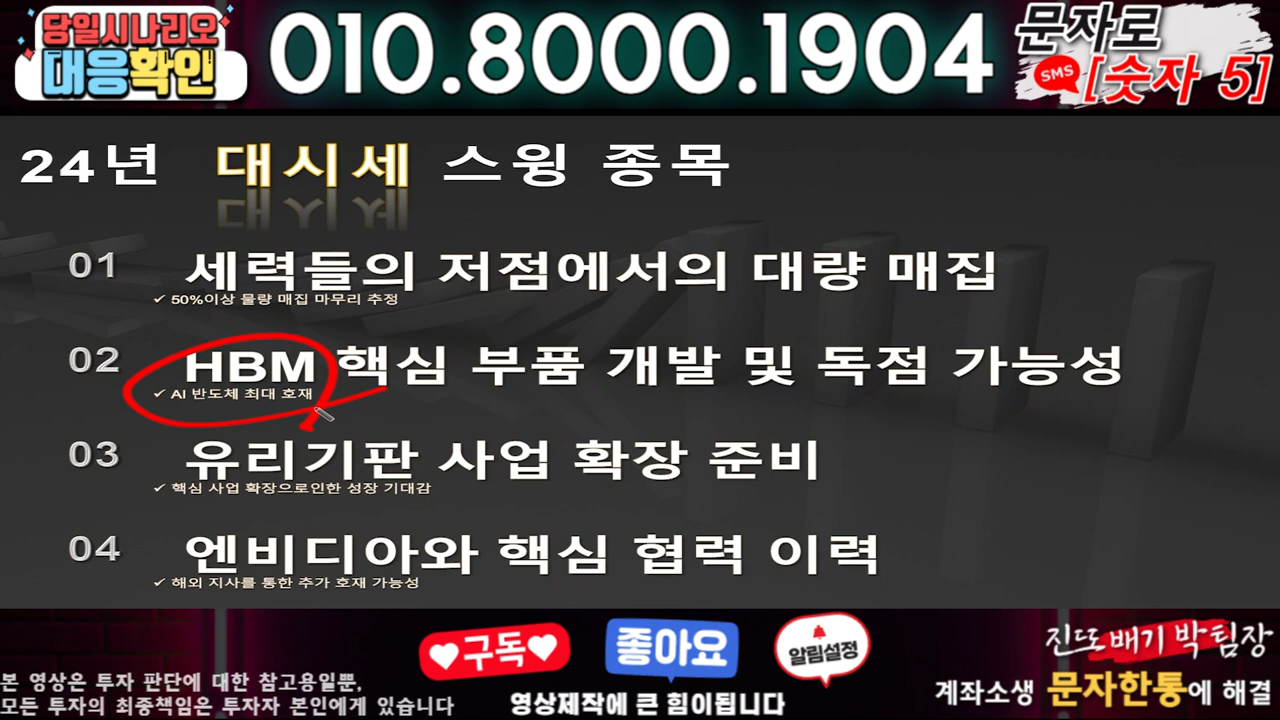 당일시나리오
대응확인
010.8000.1904
문자로
SMS [숫자 5]
24년 대시세 스윙 종목
01 세력들의 저점에서의 대량 매집
✓ 50%이상 물량 매집 마무리 추정
02 HBM 핵심 부품 개발 및 독점 가능성
✓ AI 반도체 최대 호재
03 유리기판 사업 확장 준비
✓ 핵심 사업 확장으로인한 성장 기대감
04 엔비디아와 핵심 협력 이력
✓ 해외 지사를 통한 추가 호재 가능성
구독
좋아요
알림설정
영상제작에 큰 힘이됩니다
본 영상은 투자 판단에 대한 참고용일뿐,
모든 투자의 최종책임은 투자자 본인에게 있습니다
진또배기 박팀장
계좌소생 문자한통에 해결